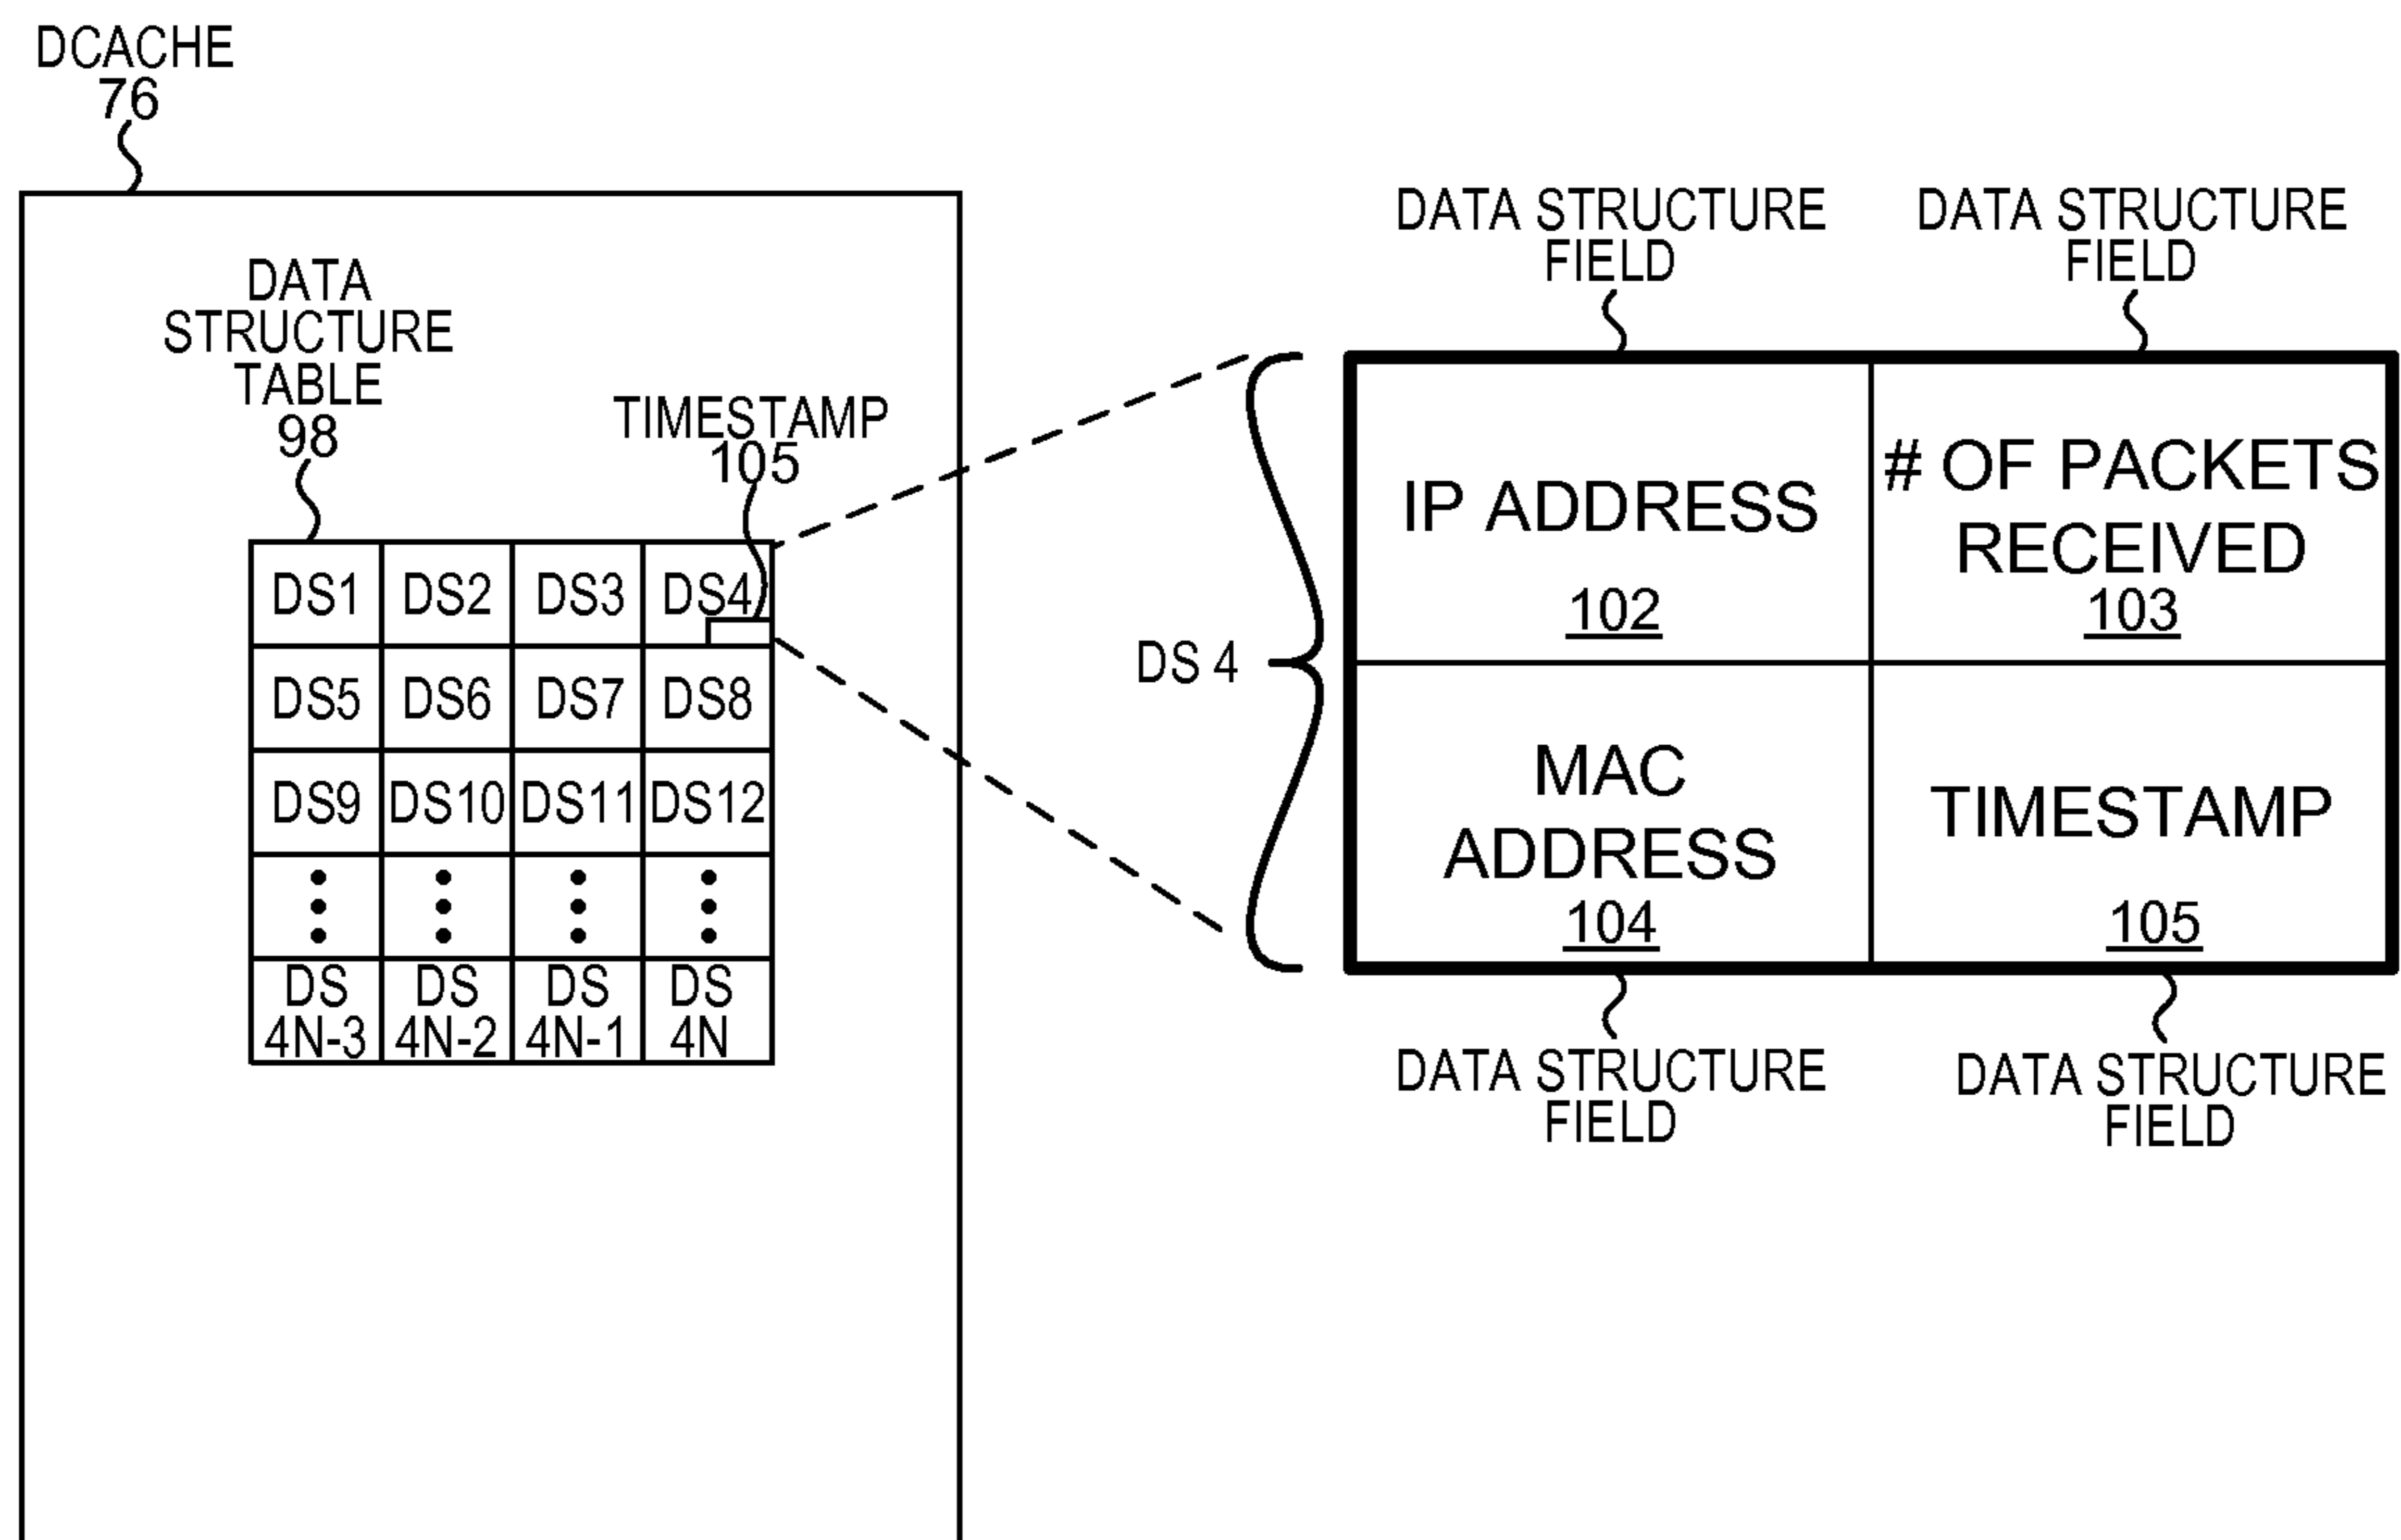 DCACHE
76
DATA
STRUCTURE
TABLE
98
TIMESTAMP
105
DS1 DS2 DS3 DS4
DS5 DS6 DS7 DS8
DS9 DS10 DS11 DS12
DS DS DS DS
4N-3 4N-2 4N-1 4N
DS 4
DATA STRUCTURE
FIELD
DATA STRUCTURE
FIELD
IP ADDRESS
102
# OF PACKETS
RECEIVED
103
MAC
ADDRESS
104
TIMESTAMP
105
DATA STRUCTURE
FIELD
DATA STRUCTURE
FIELD